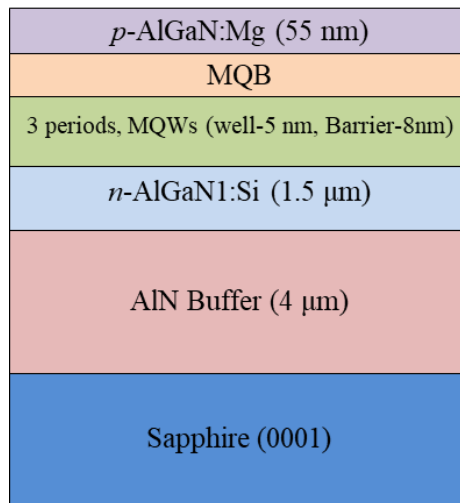 p-AlGaN:Mg (55 nm)
MQB
3 periods, MQWs (well-5 nm, Barrier-8nm)
n-AlGaN1:Si (1.5 μm)
AlN Buffer (4 μm)
Sapphire (0001)